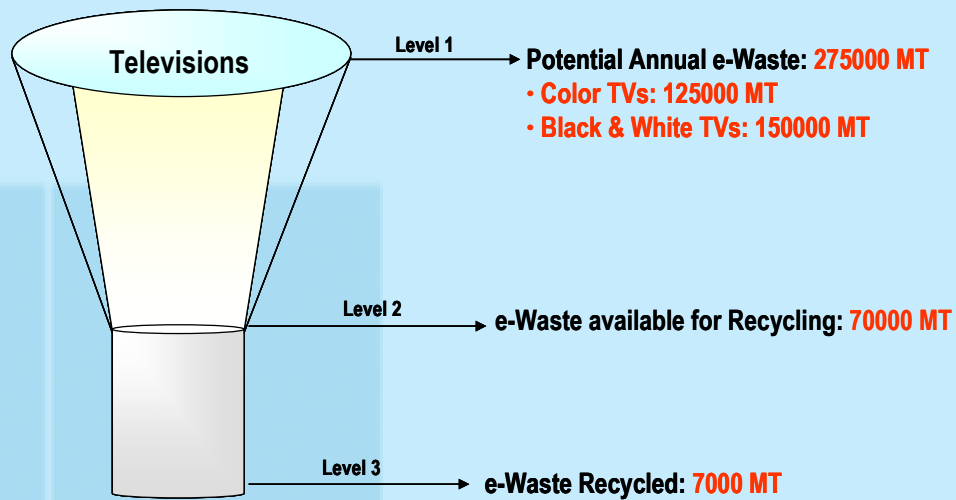 Televisions
Level 1
Potential Annual e-Waste: 275000 MT
• Color TVs: 125000 MT
• Black & White TVs: 150000 MT
Level 2
e-Waste available for Recycling: 70000 MT
Level 3
e-Waste Recycled: 7000 MT